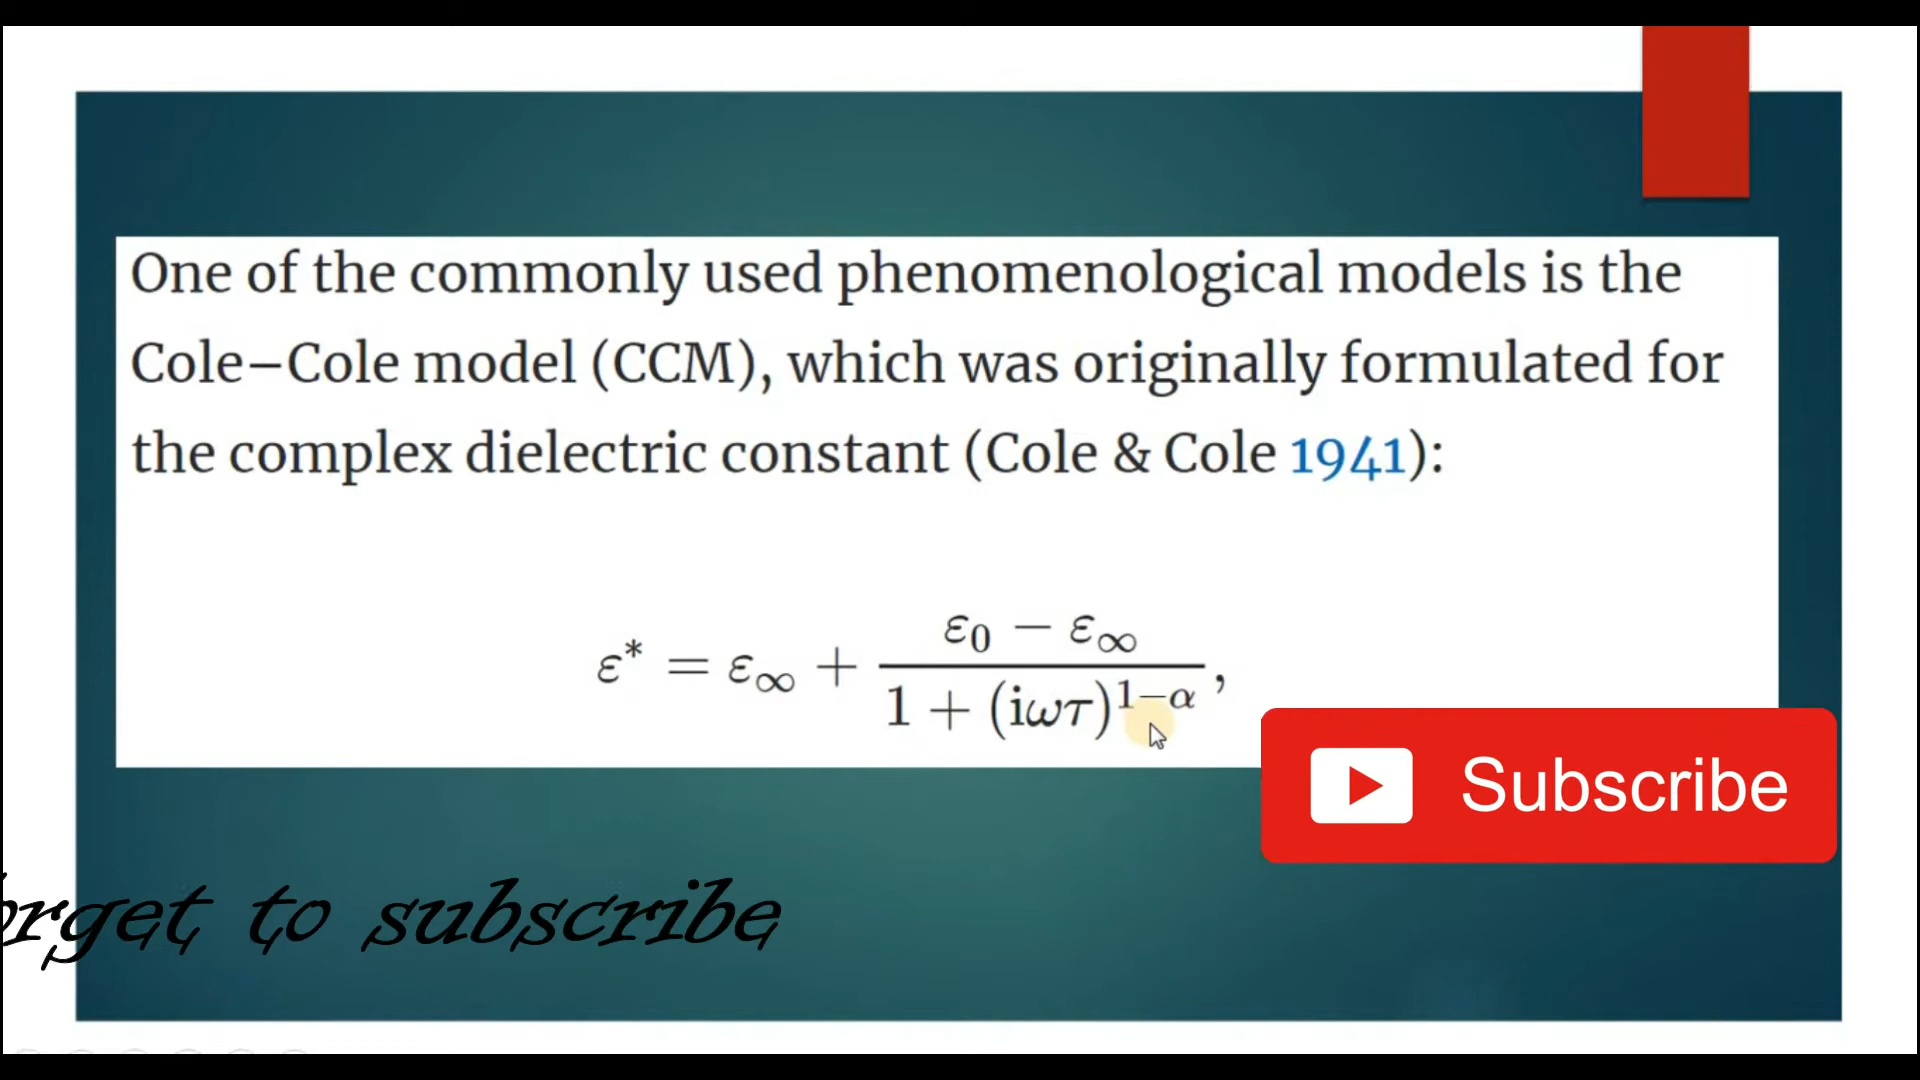 One of the commonly used phenomenological models is the
Cole–Cole model (CCM), which was originally formulated for
the complex dielectric constant (Cole & Cole 1941):
ε* = ε∞ + (ε0 − ε∞) / (1 + (iωτ)^{1−α}),
Subscribe
to subscribe